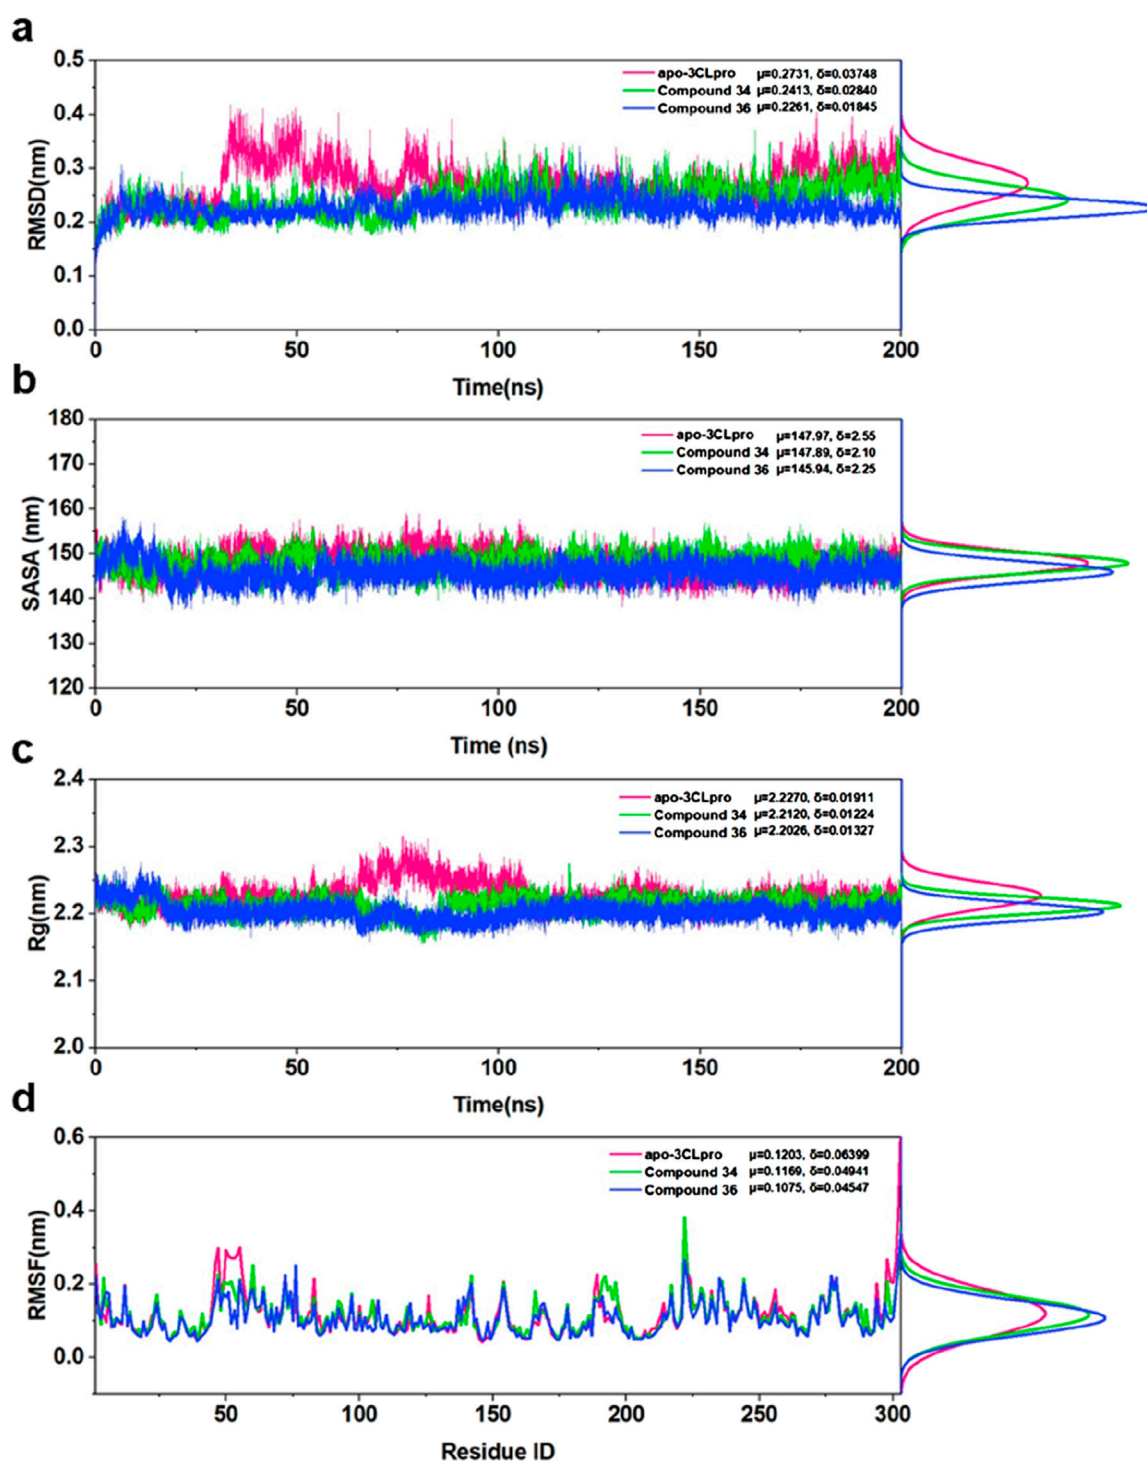 a
0.5
apo-3CLpro μ=0.2731, δ=0.03748
Compound 34 μ=0.2413, δ=0.02840
Compound 36 μ=0.2261, δ=0.01845
0.4
0.3
0.2
0.1
0.0
RMSD(nm)
0 50 100 150 200
Time(ns)
b
180
apo-3CLpro μ=147.97, δ=2.55
Compound 34 μ=147.89, δ=2.10
Compound 36 μ=145.94, δ=2.25
170
160
150
140
130
120
SASA (nm)
0 50 100 150 200
Time (ns)
c
2.4
apo-3CLpro μ=2.2270, δ=0.01911
Compound 34 μ=2.2120, δ=0.01224
Compound 36 μ=2.2026, δ=0.01327
2.3
2.2
2.1
2.0
Rg(nm)
0 50 100 150 200
Time(ns)
d
0.6
apo-3CLpro μ=0.1203, δ=0.06399
Compound 34 μ=0.1169, δ=0.04941
Compound 36 μ=0.1075, δ=0.04547
0.4
0.2
0.0
RMSF(nm)
50 100 150 200 250 300
Residue ID